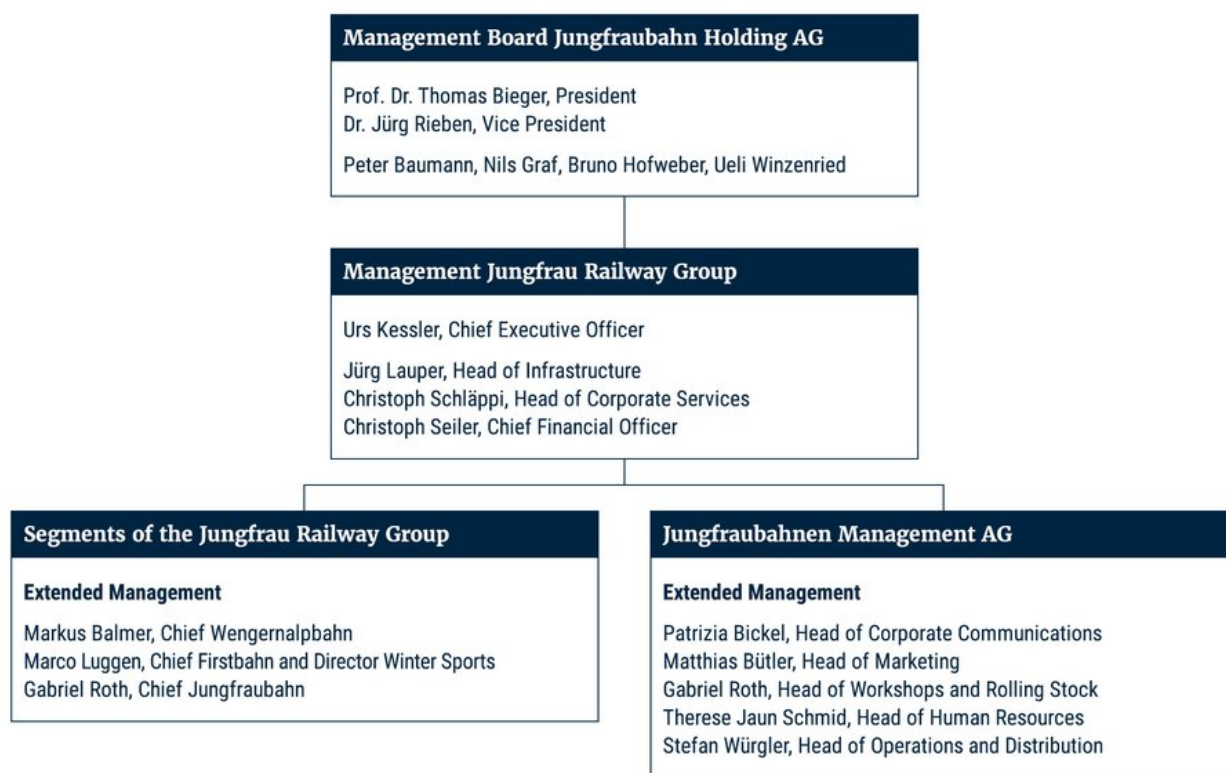 Management Board Jungfraubahn Holding AG
Prof. Dr. Thomas Bieger, President
Dr. Jürg Rieben, Vice President
Peter Baumann, Nils Graf, Bruno Hofweber, Ueli Winzenried
Management Jungfrau Railway Group
Urs Kessler, Chief Executive Officer
Jürg Lauper, Head of Infrastructure
Christoph Schläppi, Head of Corporate Services
Christoph Seiler, Chief Financial Officer
Segments of the Jungfrau Railway Group
Extended Management
Markus Balmer, Chief Wengernalpbahn
Marco Luggen, Chief Firstbahn and Director Winter Sports
Gabriel Roth, Chief Jungfraubahn
Jungfraubahnen Management AG
Extended Management
Patrizia Bickel, Head of Corporate Communications
Matthias Bütler, Head of Marketing
Gabriel Roth, Head of Workshops and Rolling Stock
Therese Jaun Schmid, Head of Human Resources
Stefan Würgler, Head of Operations and Distribution